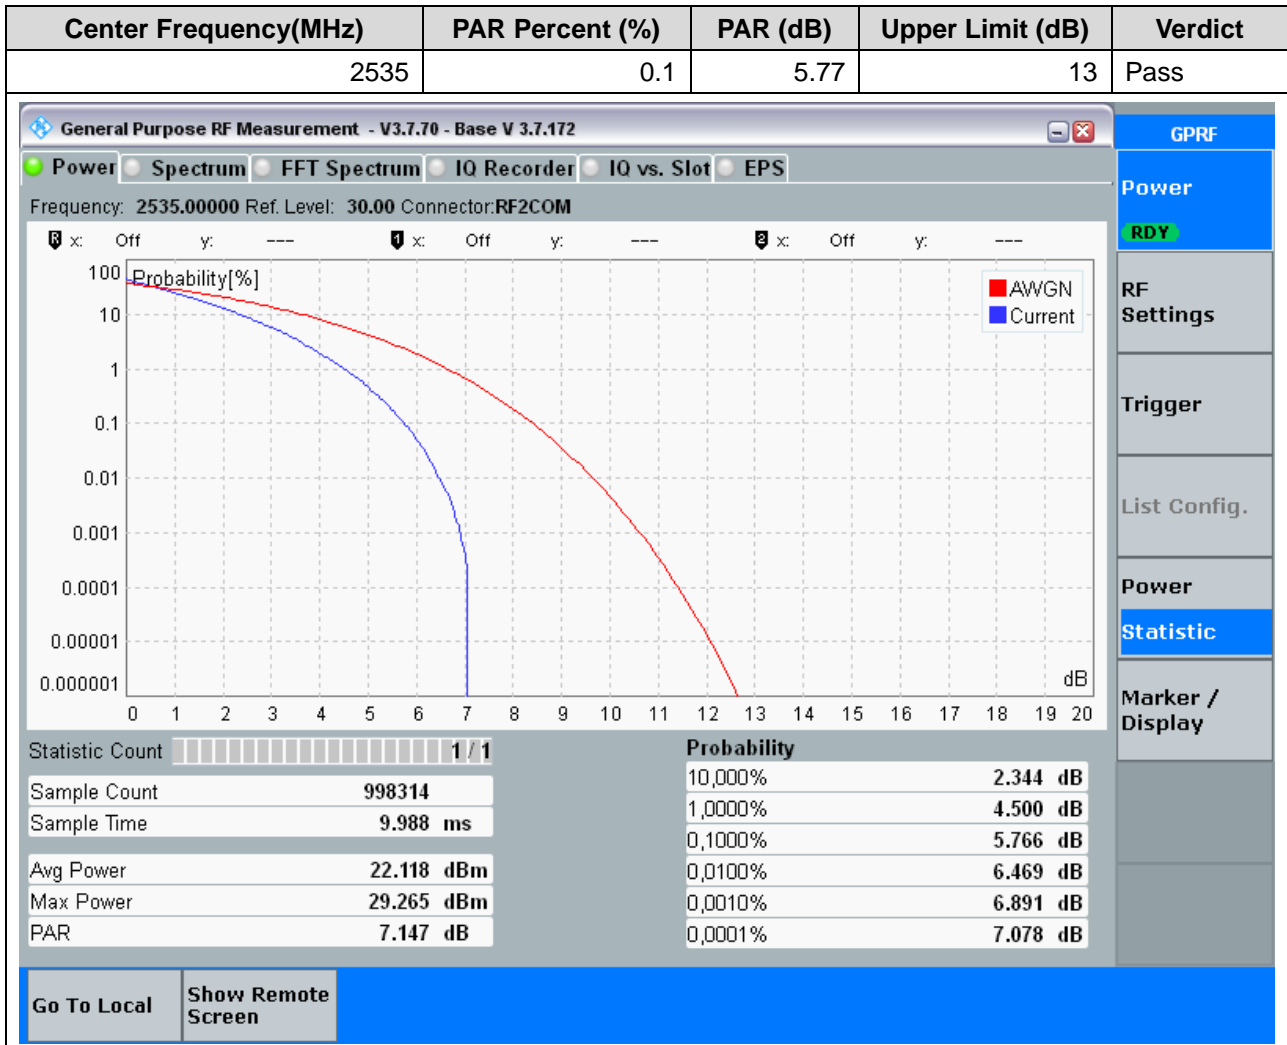 Center Frequency(MHz) PAR Percent (%) PAR (dB) Upper Limit (dB) Verdict
2535 0.1 5.77 13 Pass
General Purpose RF Measurement - V3.7.70 - Base V 3.7.172
GPRF
Power Spectrum FFT Spectrum IQ Recorder IQ vs. Slot EPS
Power
RDY
Frequency: 2535.00000 Ref. Level: 30.00 Connector:RF2COM
R x: Off y: --- 1 x: Off y: --- 2 x: Off y: ---
Probability[%]
AWGN
Current
100
10
1
0.1
0.01
0.001
0.0001
0.00001
0.000001
dB
0 1 2 3 4 5 6 7 8 9 10 11 12 13 14 15 16 17 18 19 20
RF
Settings
Trigger
List Config.
Power
Statistic
Marker /
Display
Statistic Count 1 / 1
Sample Count 998314
Sample Time 9.988 ms
Avg Power 22.118 dBm
Max Power 29.265 dBm
PAR 7.147 dB
Probability
10,000% 2.344 dB
1,0000% 4.500 dB
0,1000% 5.766 dB
0,0100% 6.469 dB
0,0010% 6.891 dB
0,0001% 7.078 dB
Go To Local
Show Remote
Screen